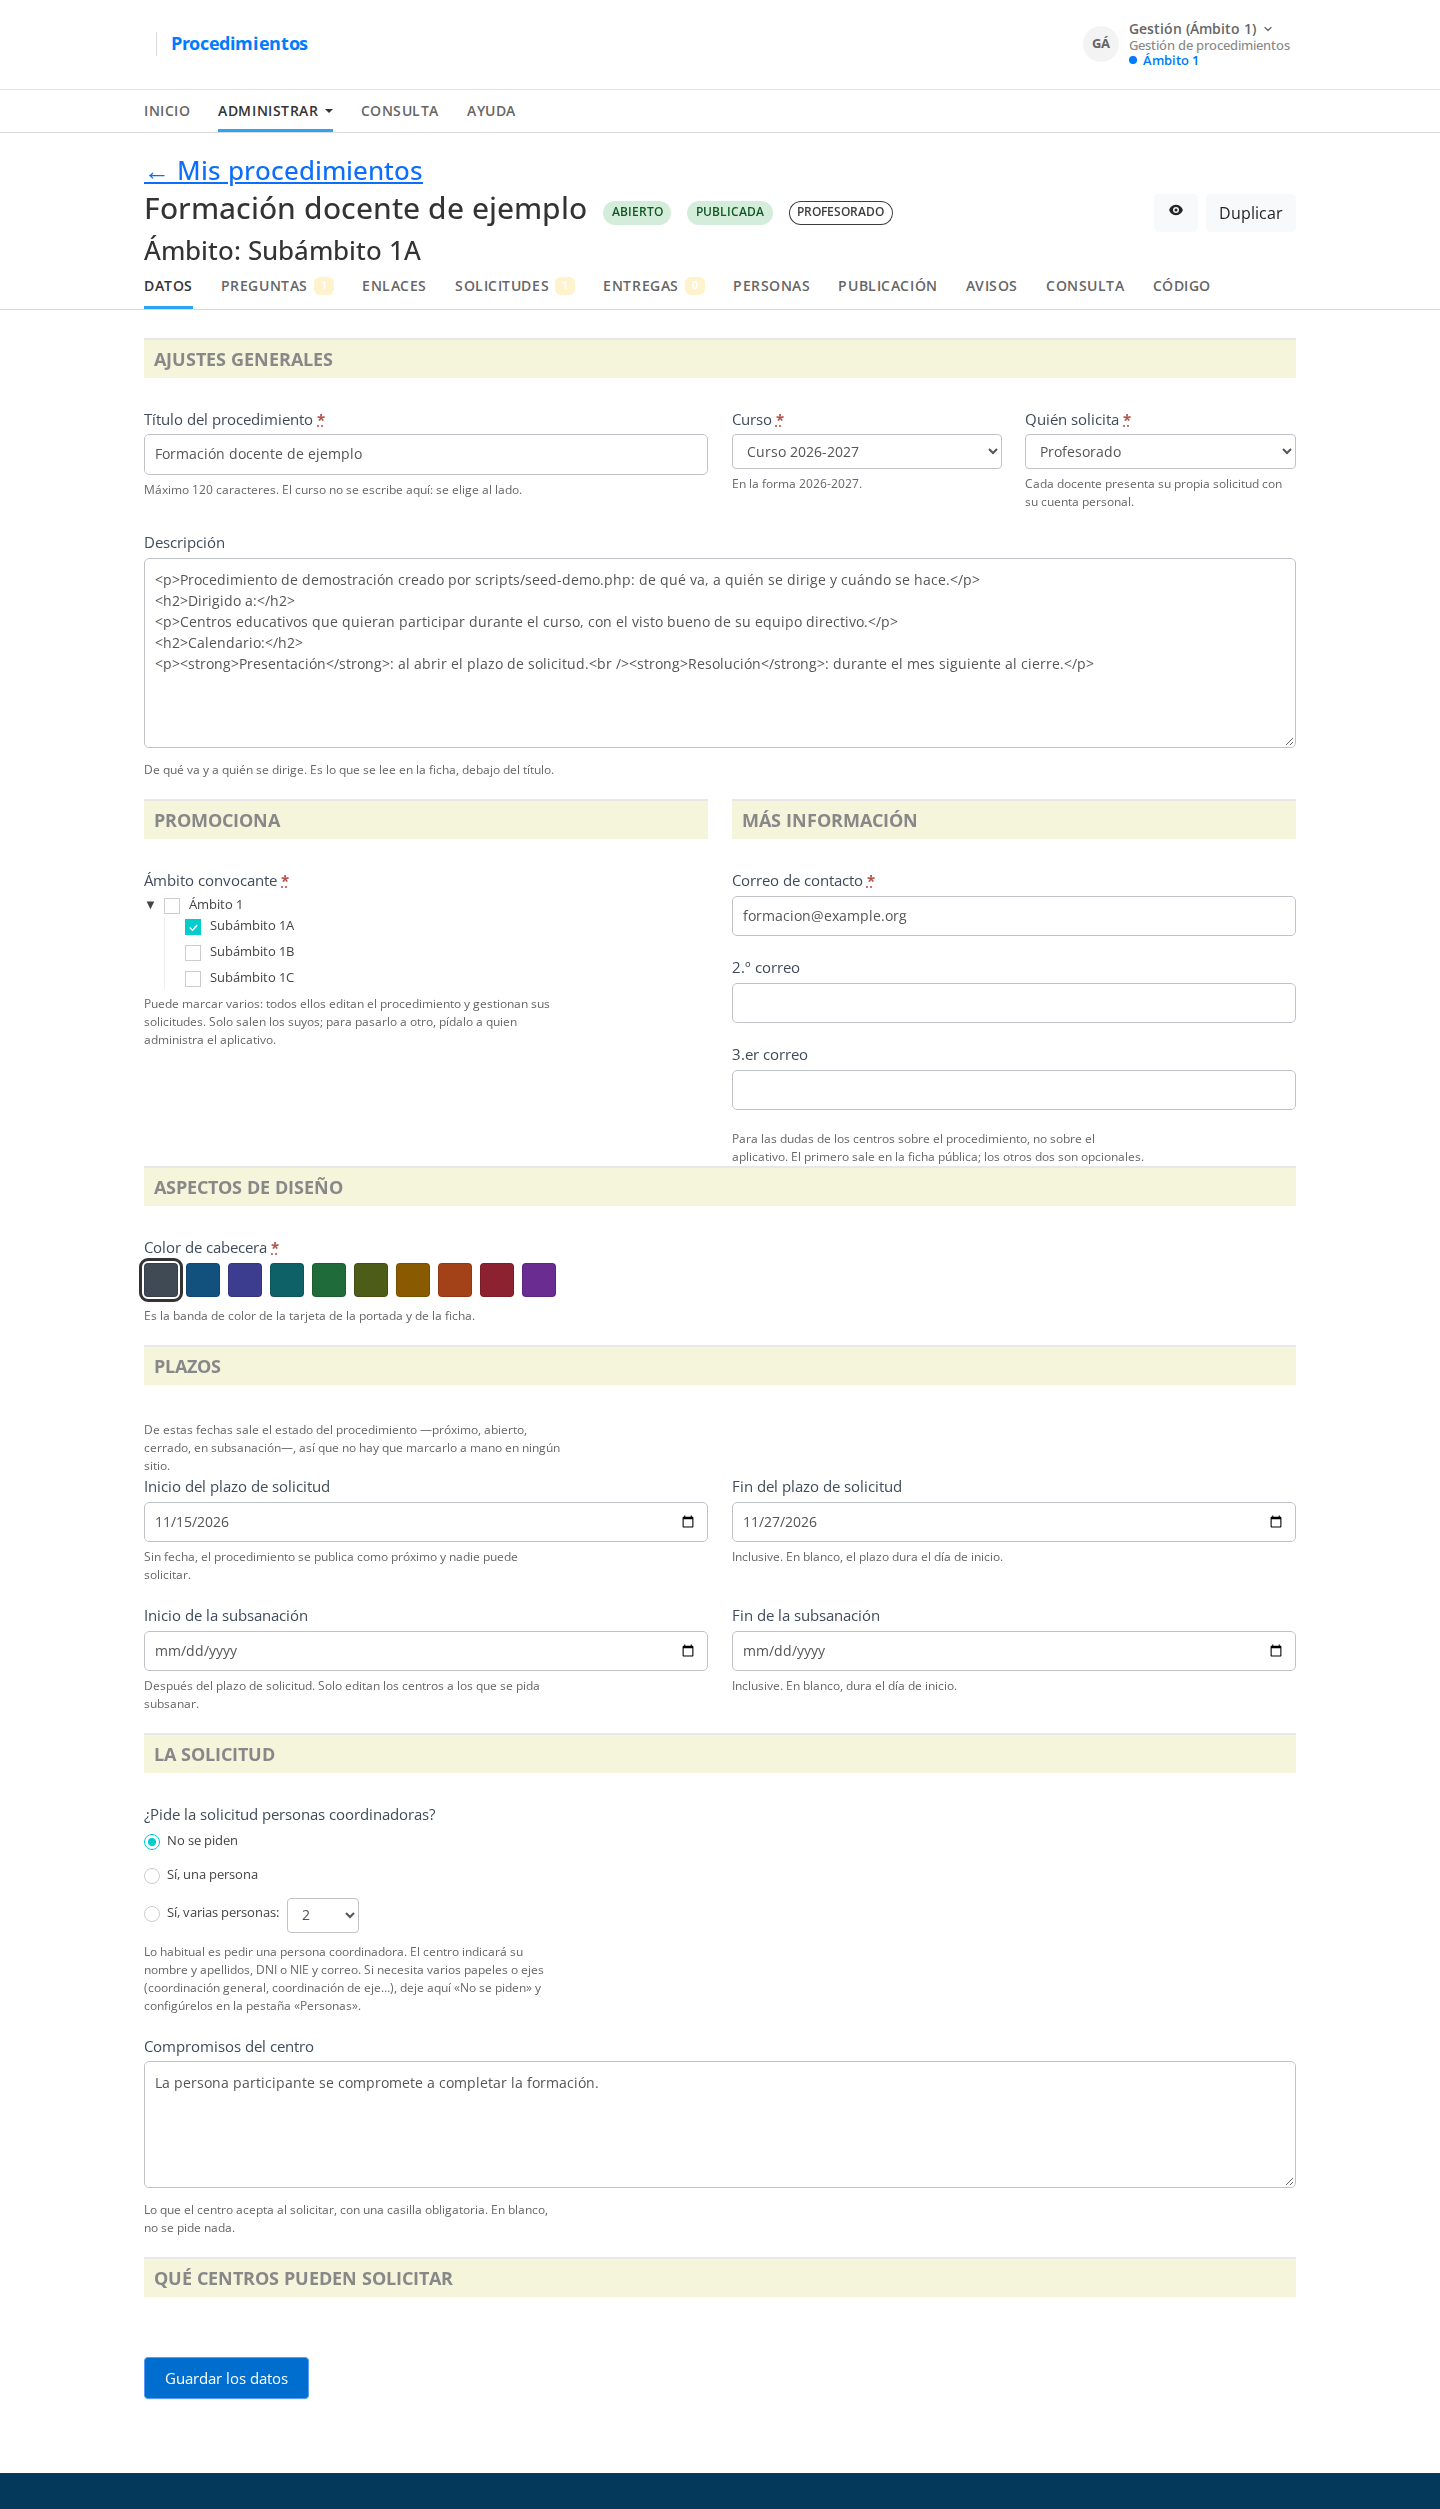 Procedimientos
GÁ
Gestión (Ámbito 1)
Gestión de procedimientos
Ámbito 1
INICIO
ADMINISTRAR
CONSULTA
AYUDA
← Mis procedimientos
Formación docente de ejemplo
ABIERTO
PUBLICADA
PROFESORADO
Duplicar
Ámbito: Subámbito 1A
DATOS
PREGUNTAS 1
ENLACES
SOLICITUDES 1
ENTREGAS 0
PERSONAS
PUBLICACIÓN
AVISOS
CONSULTA
CÓDIGO
AJUSTES GENERALES
Título del procedimiento *
Formación docente de ejemplo
Máximo 120 caracteres. El curso no se escribe aquí: se elige al lado.
Curso *
Curso 2026-2027
En la forma 2026-2027.
Quién solicita *
Profesorado
Cada docente presenta su propia solicitud con
su cuenta personal.
Descripción
<p>Procedimiento de demostración creado por scripts/seed-demo.php: de qué va, a quién se dirige y cuándo se hace.</p>
<h2>Dirigido a:</h2>
<p>Centros educativos que quieran participar durante el curso, con el visto bueno de su equipo directivo.</p>
<h2>Calendario:</h2>
<p><strong>Presentación</strong>: al abrir el plazo de solicitud.<br /><strong>Resolución</strong>: durante el mes siguiente al cierre.</p>
De qué va y a quién se dirige. Es lo que se lee en la ficha, debajo del título.
PROMOCIONA
Ámbito convocante *
▼ Ámbito 1
Subámbito 1A
Subámbito 1B
Subámbito 1C
Puede marcar varios: todos ellos editan el procedimiento y gestionan sus
solicitudes. Solo salen los suyos; para pasarlo a otro, pídalo a quien
administra el aplicativo.
MÁS INFORMACIÓN
Correo de contacto *
formacion@example.org
2.º correo
3.er correo
Para las dudas de los centros sobre el procedimiento, no sobre el
aplicativo. El primero sale en la ficha pública; los otros dos son opcionales.
ASPECTOS DE DISEÑO
Color de cabecera *
Es la banda de color de la tarjeta de la portada y de la ficha.
PLAZOS
De estas fechas sale el estado del procedimiento —próximo, abierto,
cerrado, en subsanación—, así que no hay que marcarlo a mano en ningún
sitio.
Inicio del plazo de solicitud
11/15/2026
Sin fecha, el procedimiento se publica como próximo y nadie puede
solicitar.
Fin del plazo de solicitud
11/27/2026
Inclusive. En blanco, el plazo dura el día de inicio.
Inicio de la subsanación
mm/dd/yyyy
Después del plazo de solicitud. Solo editan los centros a los que se pida
subsanar.
Fin de la subsanación
mm/dd/yyyy
Inclusive. En blanco, dura el día de inicio.
LA SOLICITUD
¿Pide la solicitud personas coordinadoras?
No se piden
Sí, una persona
Sí, varias personas: 2
Lo habitual es pedir una persona coordinadora. El centro indicará su
nombre y apellidos, DNI o NIE y correo. Si necesita varios papeles o ejes
(coordinación general, coordinación de eje...), deje aquí «No se piden» y
configúrelos en la pestaña «Personas».
Compromisos del centro
La persona participante se compromete a completar la formación.
Lo que el centro acepta al solicitar, con una casilla obligatoria. En blanco,
no se pide nada.
QUÉ CENTROS PUEDEN SOLICITAR
Guardar los datos